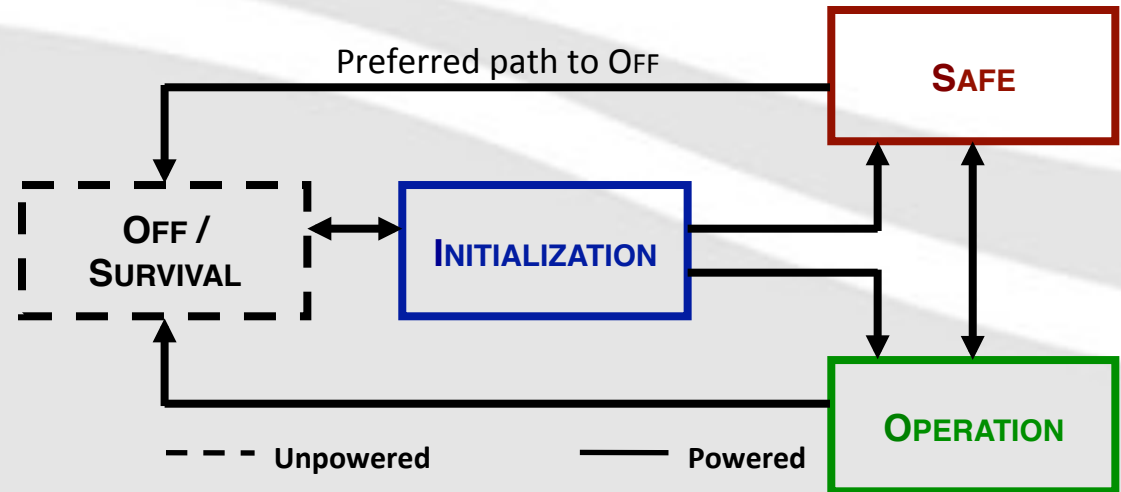 Preferred path to OFF
SAFE
OFF /
SURVIVAL
INITIALIZATION
OPERATION
Unpowered
Powered